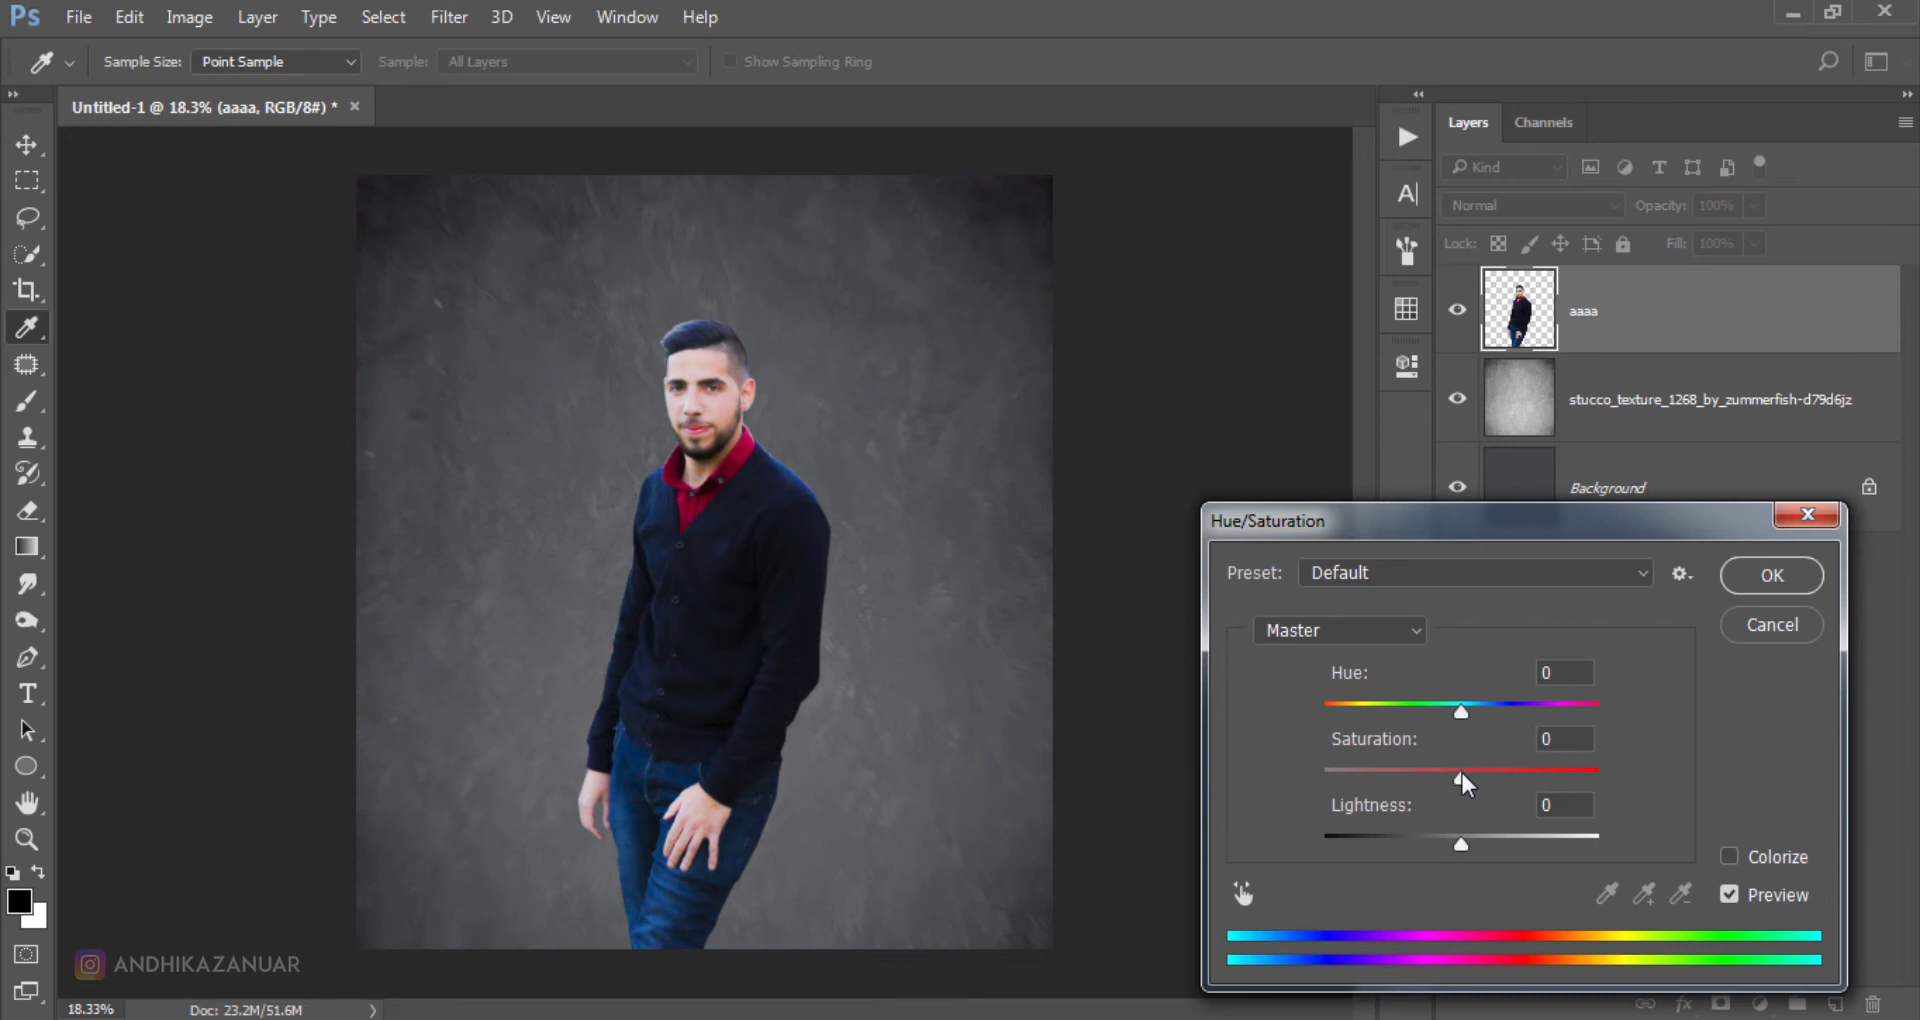 Ps File Edit Image Layer Type Select Filter 3D View Window Help
Sample Size: Point Sample Sample: All Layers Show Sampling Ring
Untitled-1 @ 18.3% (aaaa, RGB/8#) *
Layers Channels
Kind
Normal Opacity: 100%
Lock: Fill: 100%
aaaa
stucco_texture_1268_by_zummerfish-d79d6jz
Background
Hue/Saturation
Preset: Default OK
Master Cancel
Hue: 0
Saturation: 0
Lightness: 0
Colorize
Preview
ANDHIKAZANUAR
18.33% Doc: 23.2M/51.6M